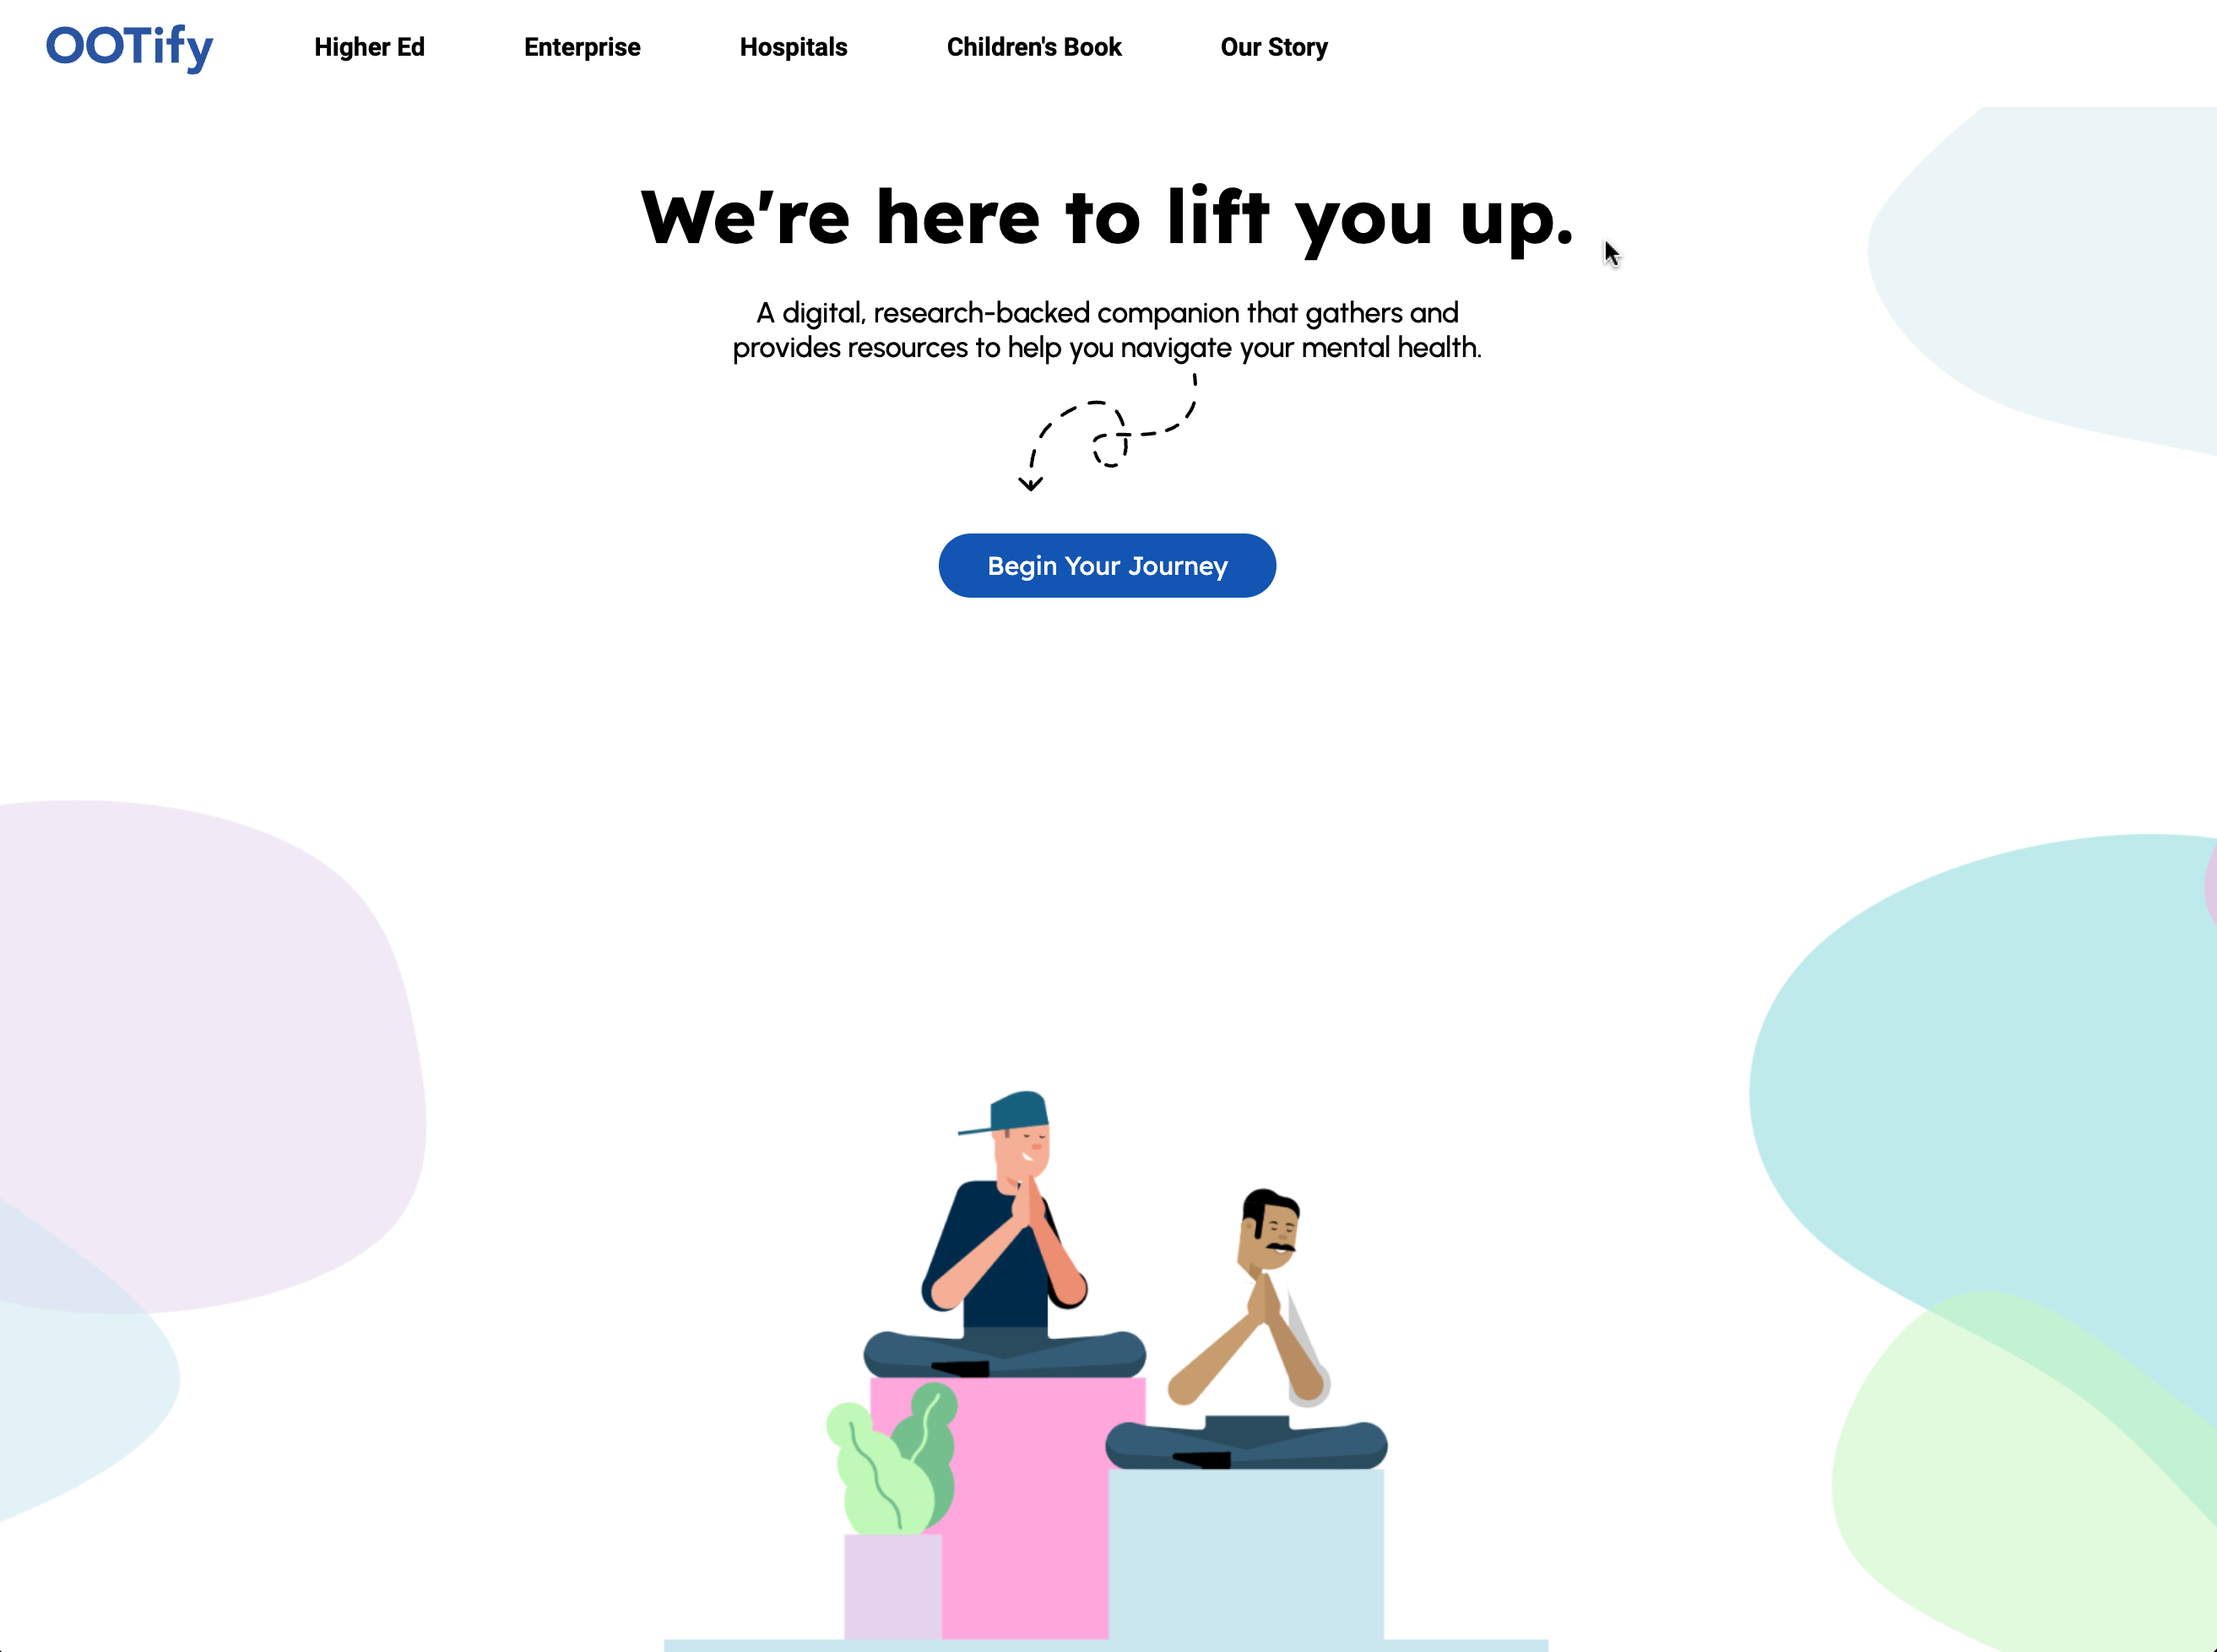 OOTify
Higher Ed
Enterprise
Hospitals
Children's Book
Our Story
We're here to lift you up.
A digital, research-backed companion that gathers and
provides resources to help you navigate your mental health.
Begin Your Journey